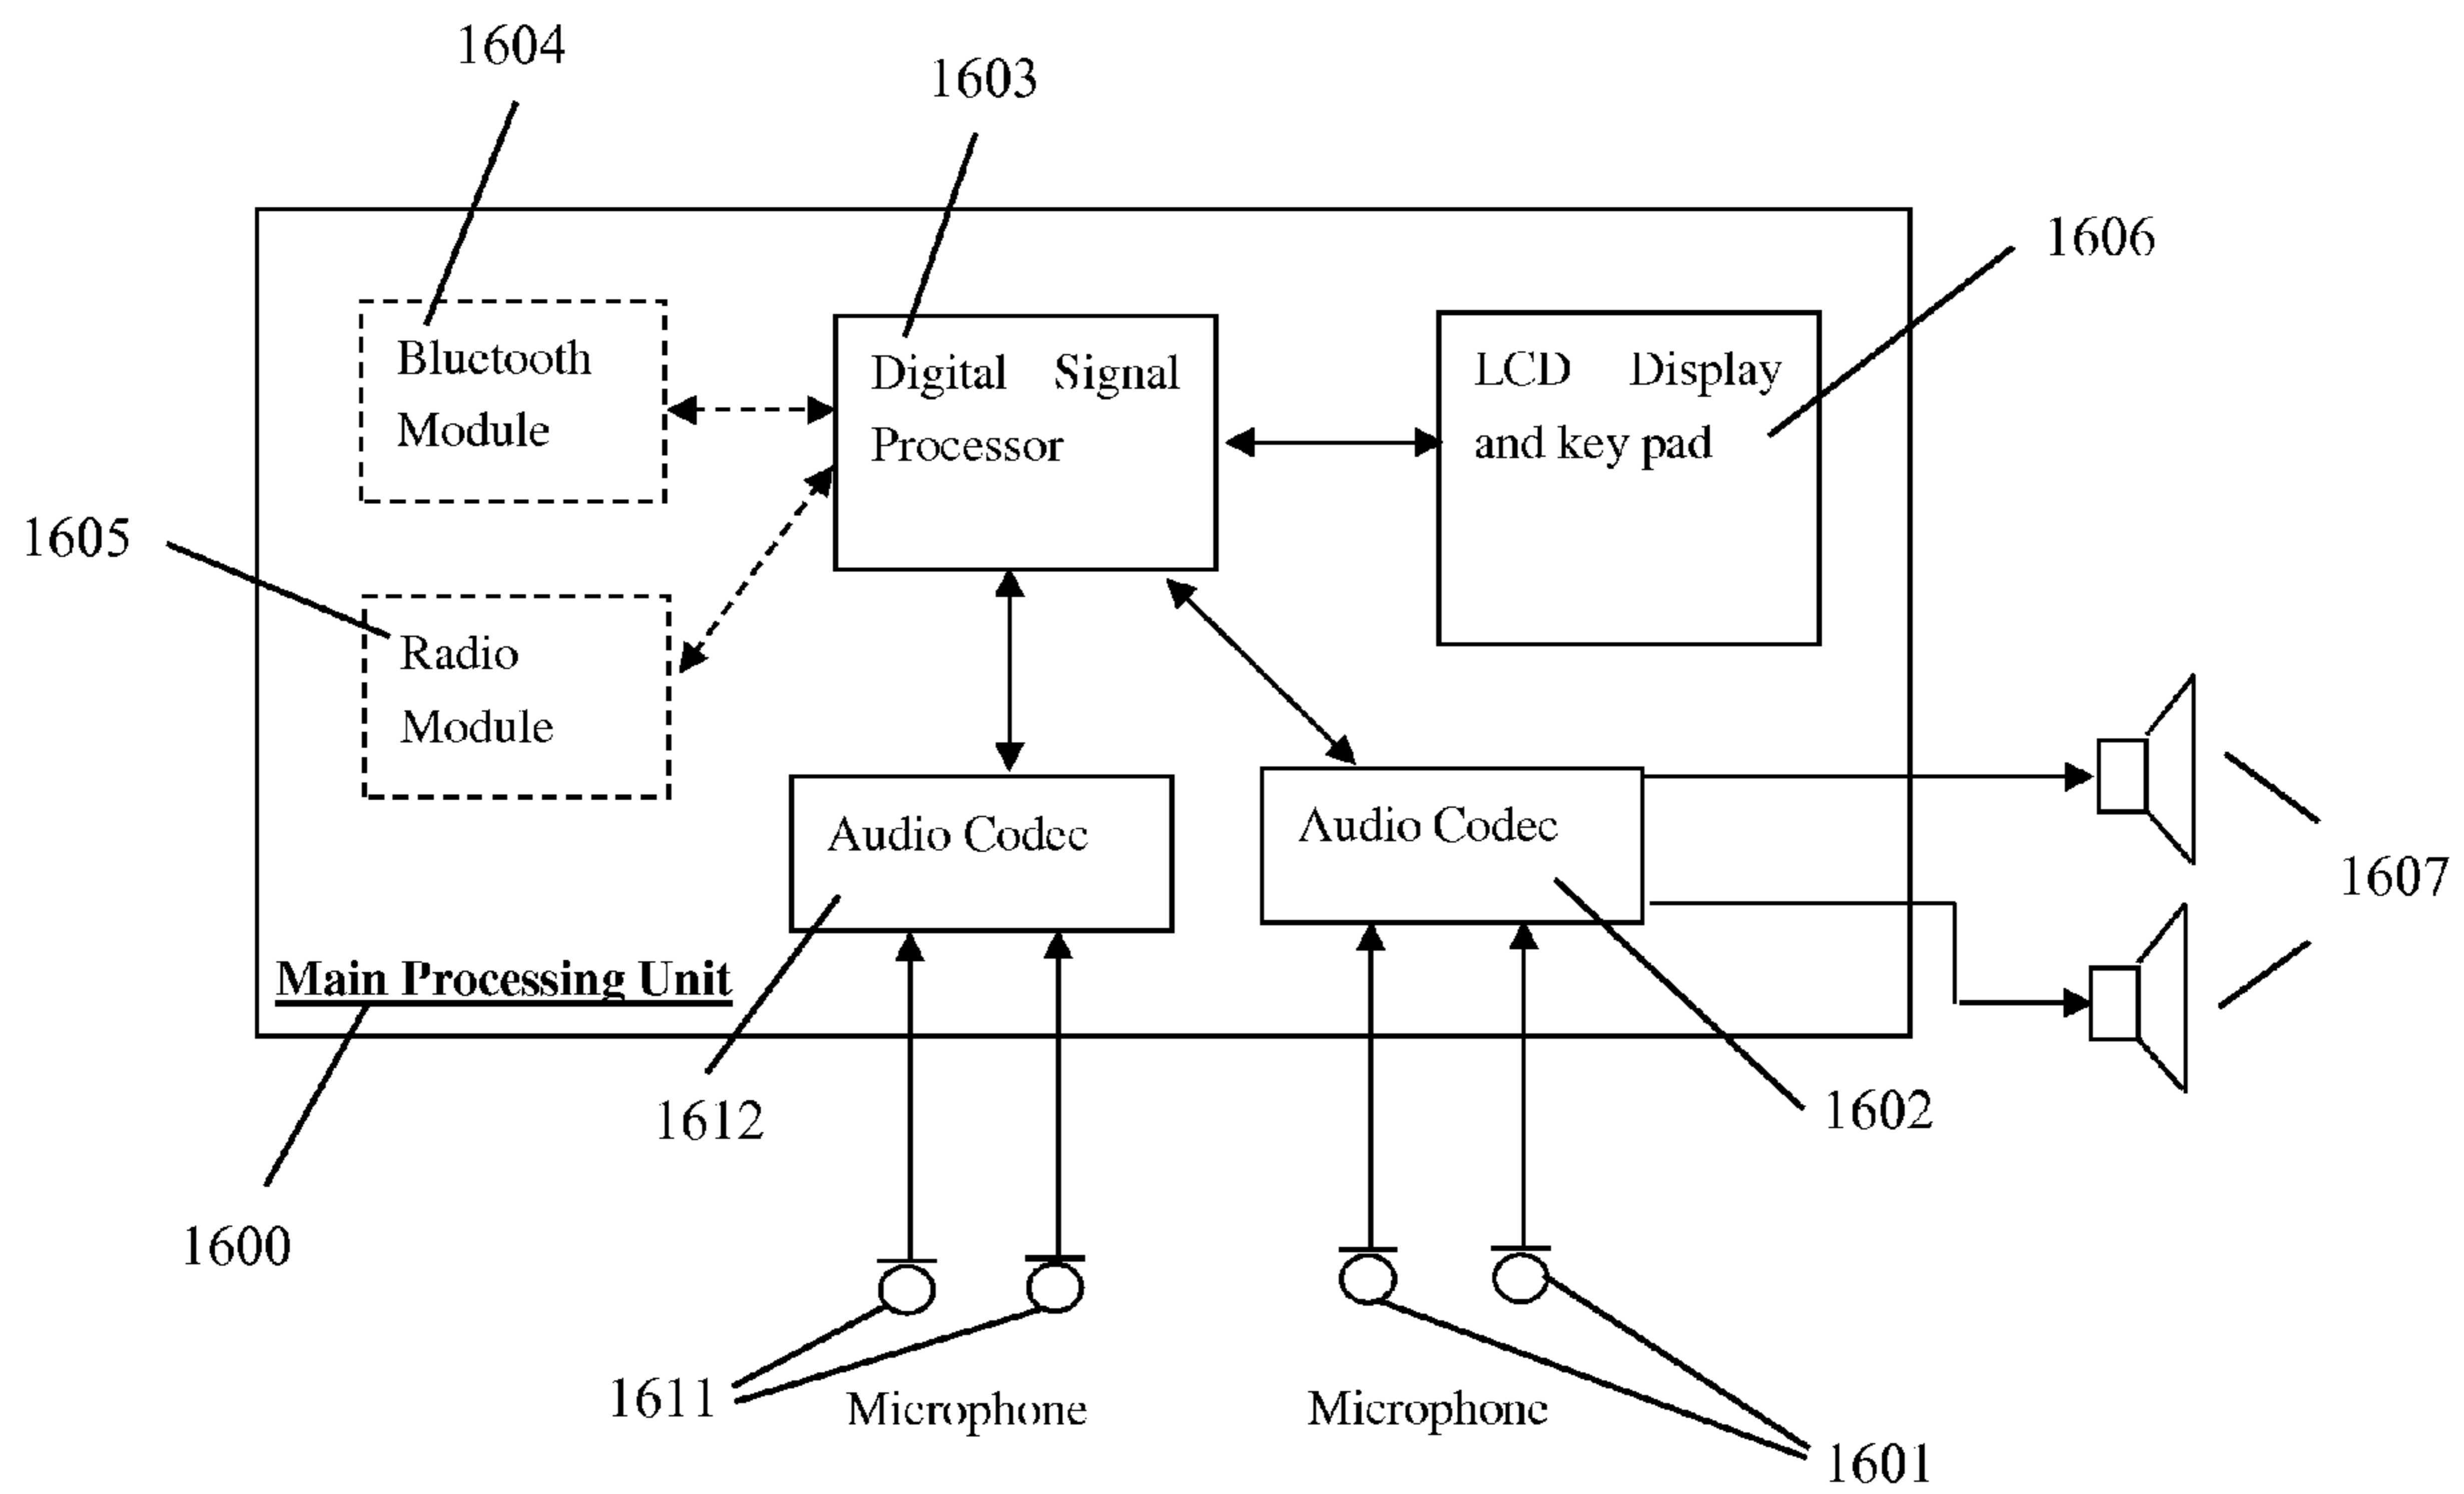 1604
1603
1606
Bluetooth
Module
Digital Signal
Processor
LCD Display
and key pad
1605
Radio
Module
Audio Codec
Audio Codec
1607
Main Processing Unit
1612
1602
1600
1611
Microphone
Microphone
1601